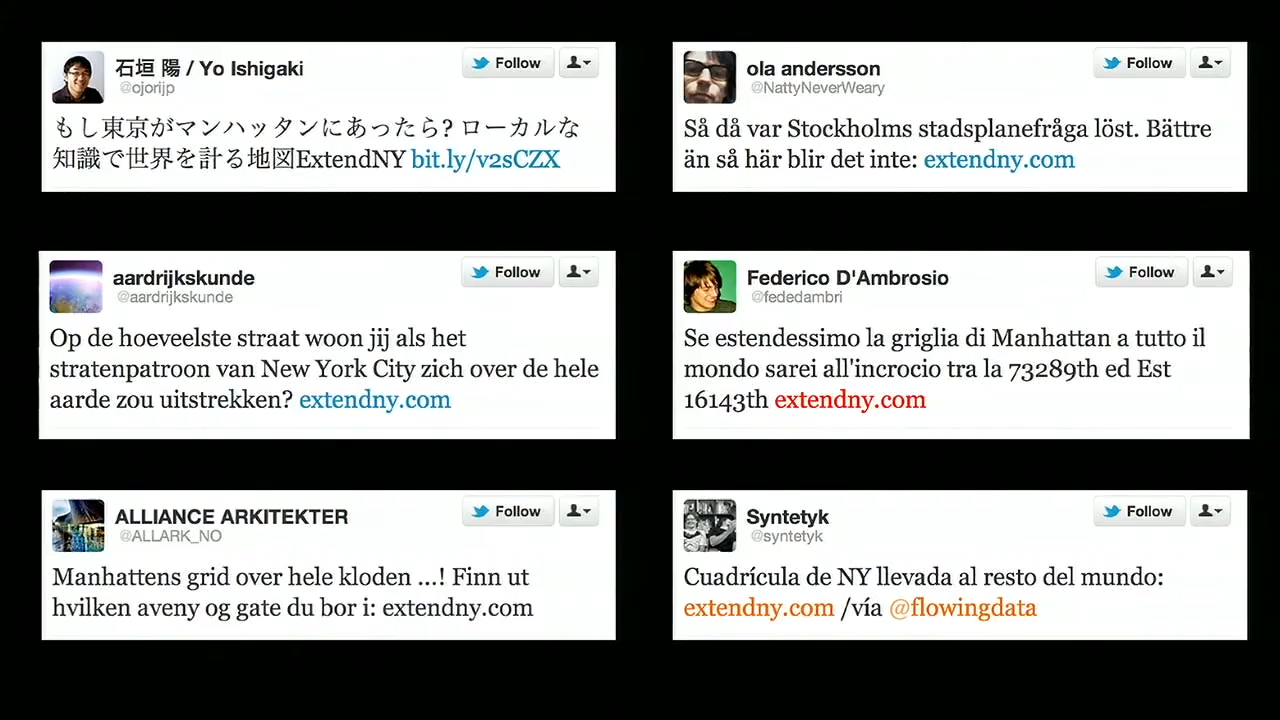 石垣 陽 / Yo Ishigaki
@ojorijp
Follow
もし東京がマンハッタンにあったら? ローカルな
知識で世界を計る地図ExtendNY bit.ly/v2sCZX
ola andersson
@NattyNeverWeary
Follow
Så då var Stockholms stadsplanefråga löst. Bättre
än så här blir det inte: extendny.com
aardrijkskunde
@aardrijkskunde
Follow
Op de hoeveelste straat woon jij als het
stratenpatroon van New York City zich over de hele
aarde zou uitstrekken? extendny.com
Federico D'Ambrosio
@fededambri
Follow
Se estendessimo la griglia di Manhattan a tutto il
mondo sarei all'incrocio tra la 73289th ed Est
16143th extendny.com
ALLIANCE ARKITEKTER
@ALLARK_NO
Follow
Manhattens grid over hele kloden ...! Finn ut
hvilken aveny og gate du bor i: extendny.com
Syntetyk
@syntetyk
Follow
Cuadrícula de NY llevada al resto del mundo:
extendny.com /vía @flowingdata